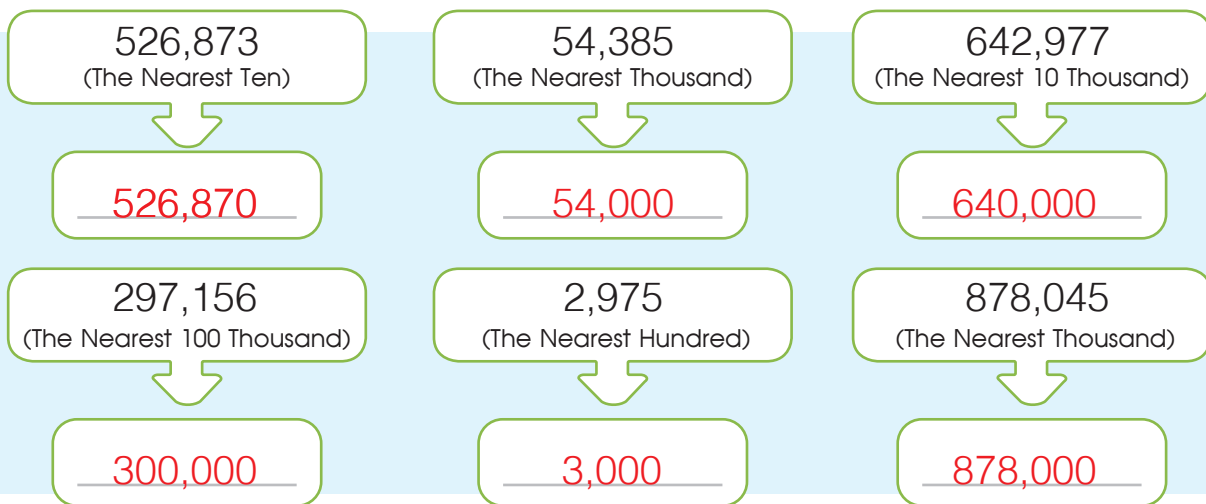 526,873
(The Nearest Ten)
54,385
(The Nearest Thousand)
642,977
(The Nearest 10 Thousand)
526,870
54,000
640,000
297,156
(The Nearest 100 Thousand)
2,975
(The Nearest Hundred)
878,045
(The Nearest Thousand)
300,000
3,000
878,000